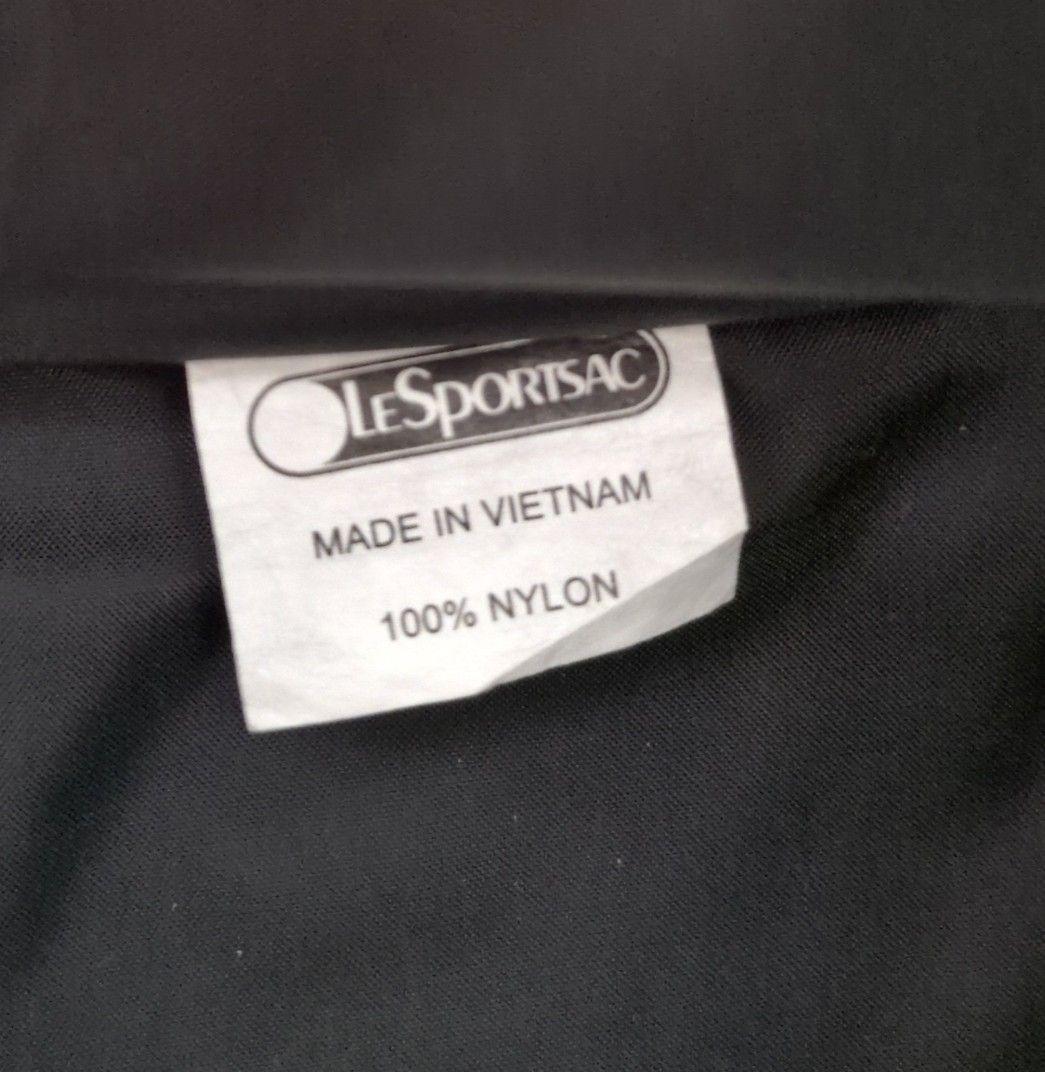 LeSportsac
MADE IN VIETNAM
100% NYLON